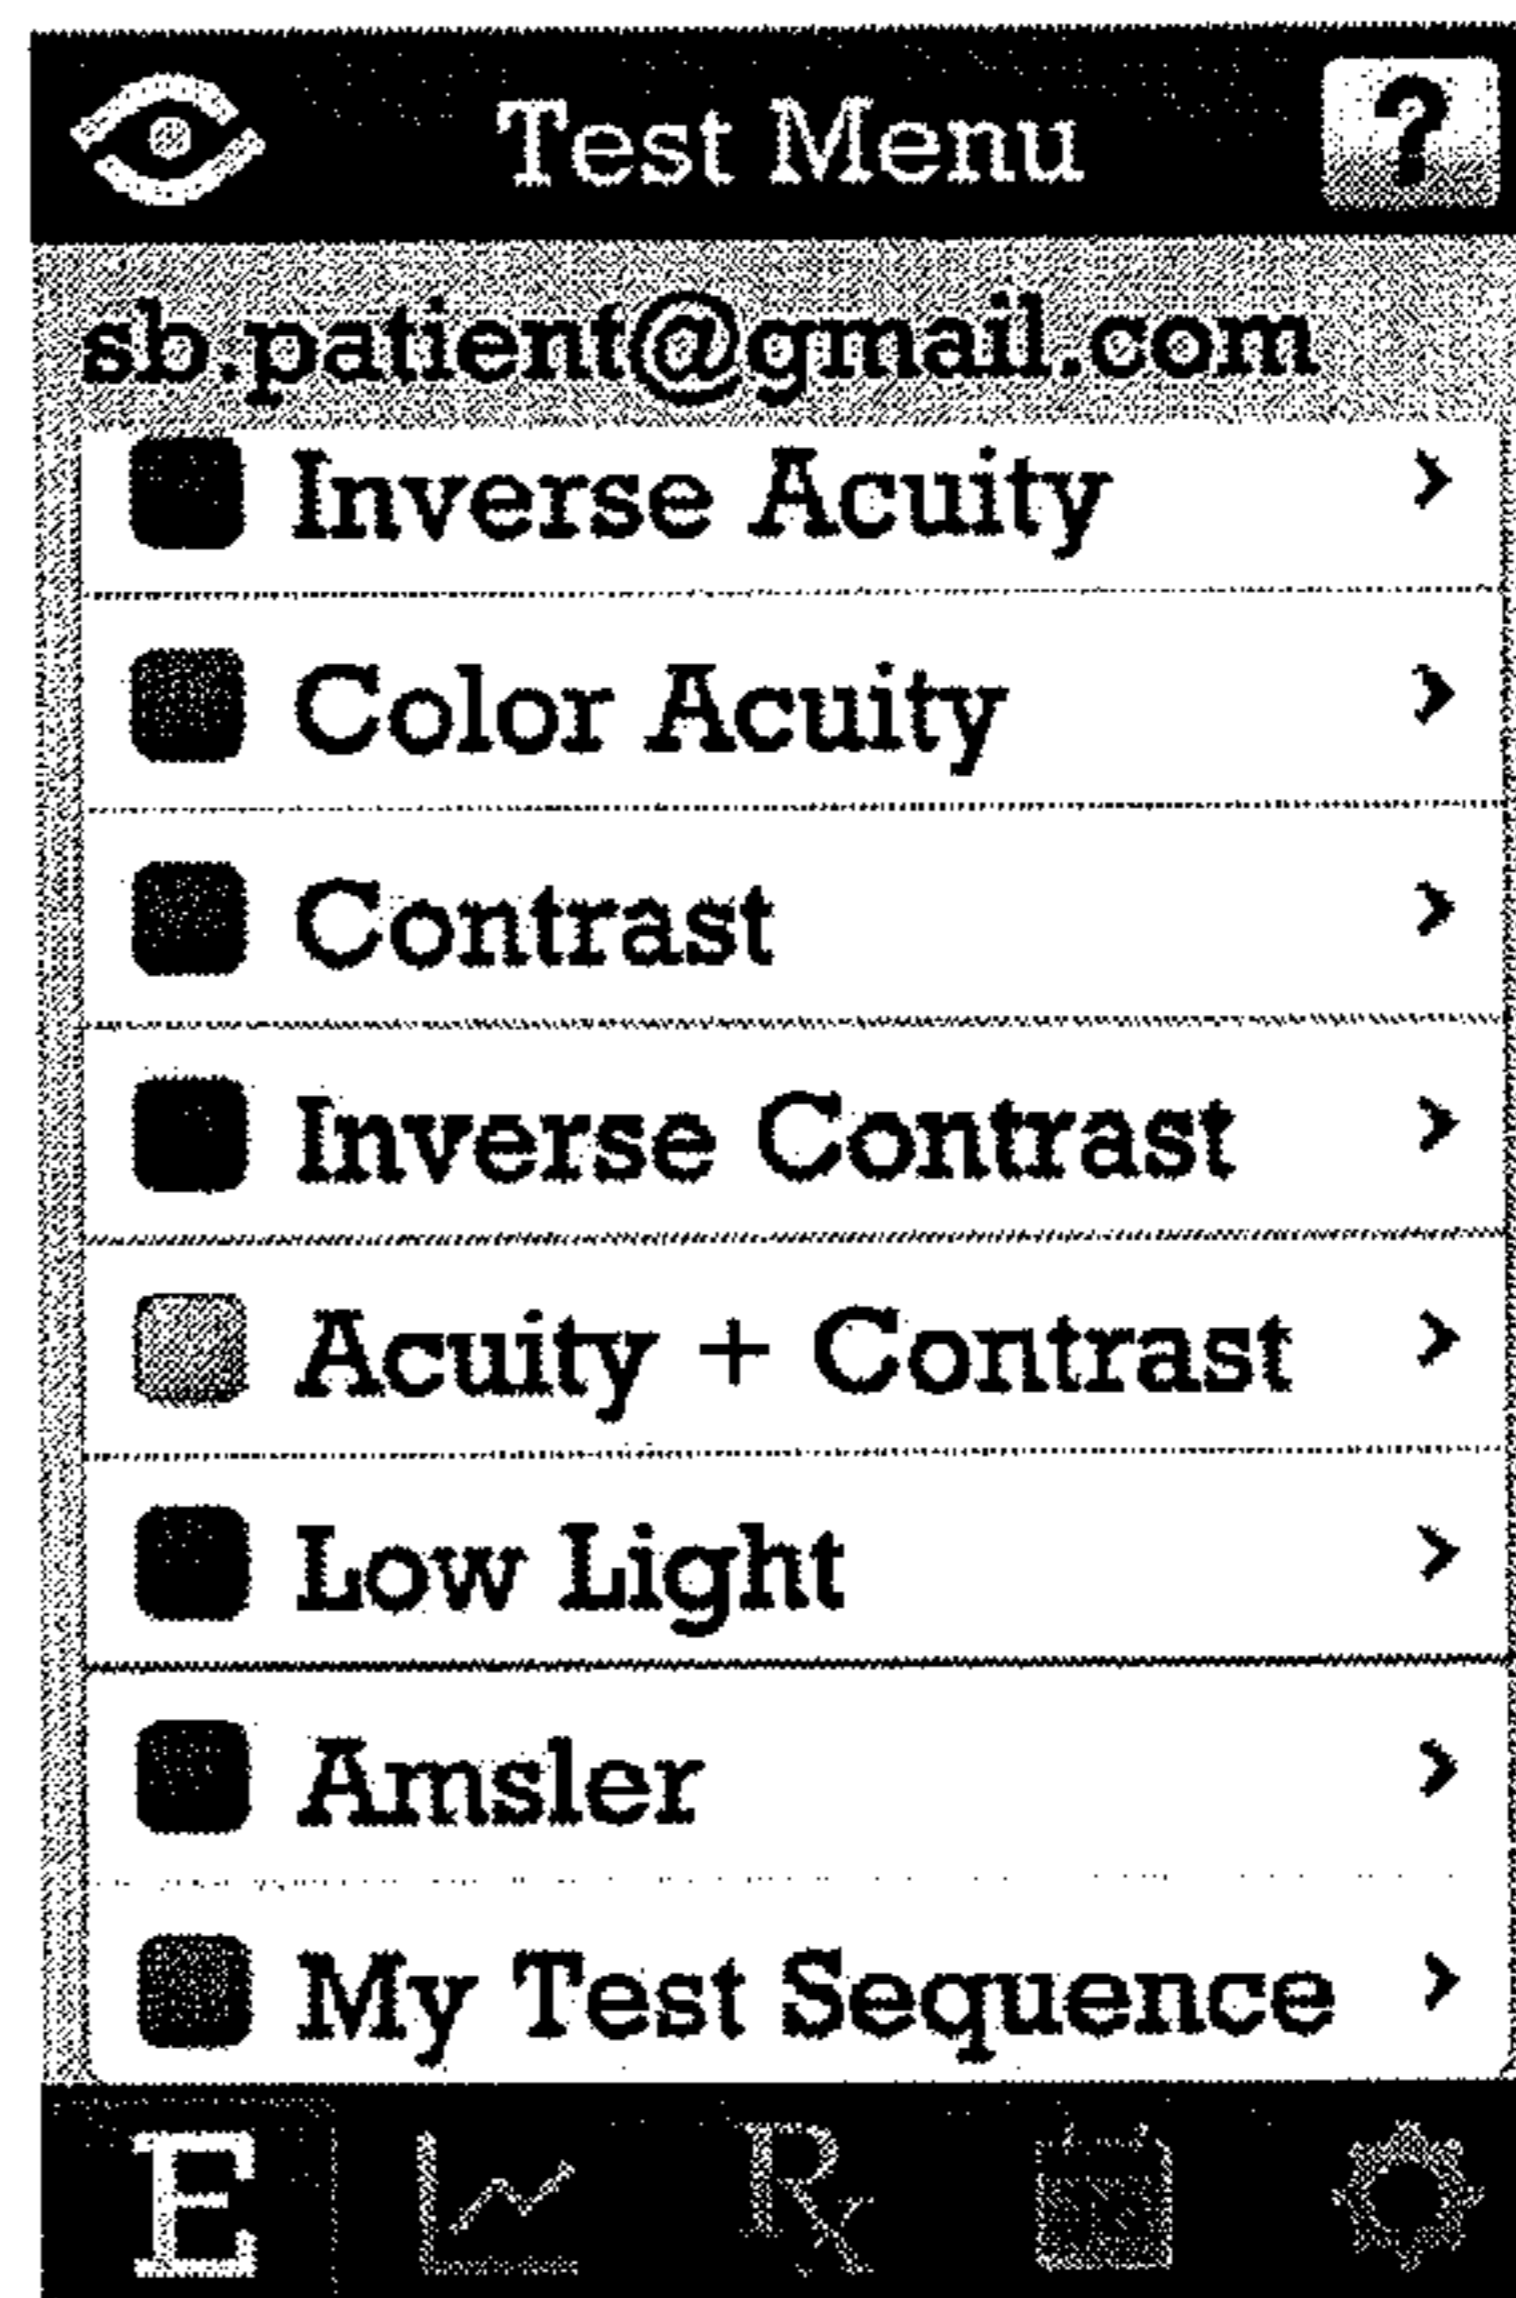 Test Menu ?
sb.patient@gmail.com
Inverse Acuity >
Color Acuity >
Contrast >
Inverse Contrast >
Acuity + Contrast >
Low Light >
Amsler >
My Test Sequence >
E Rx